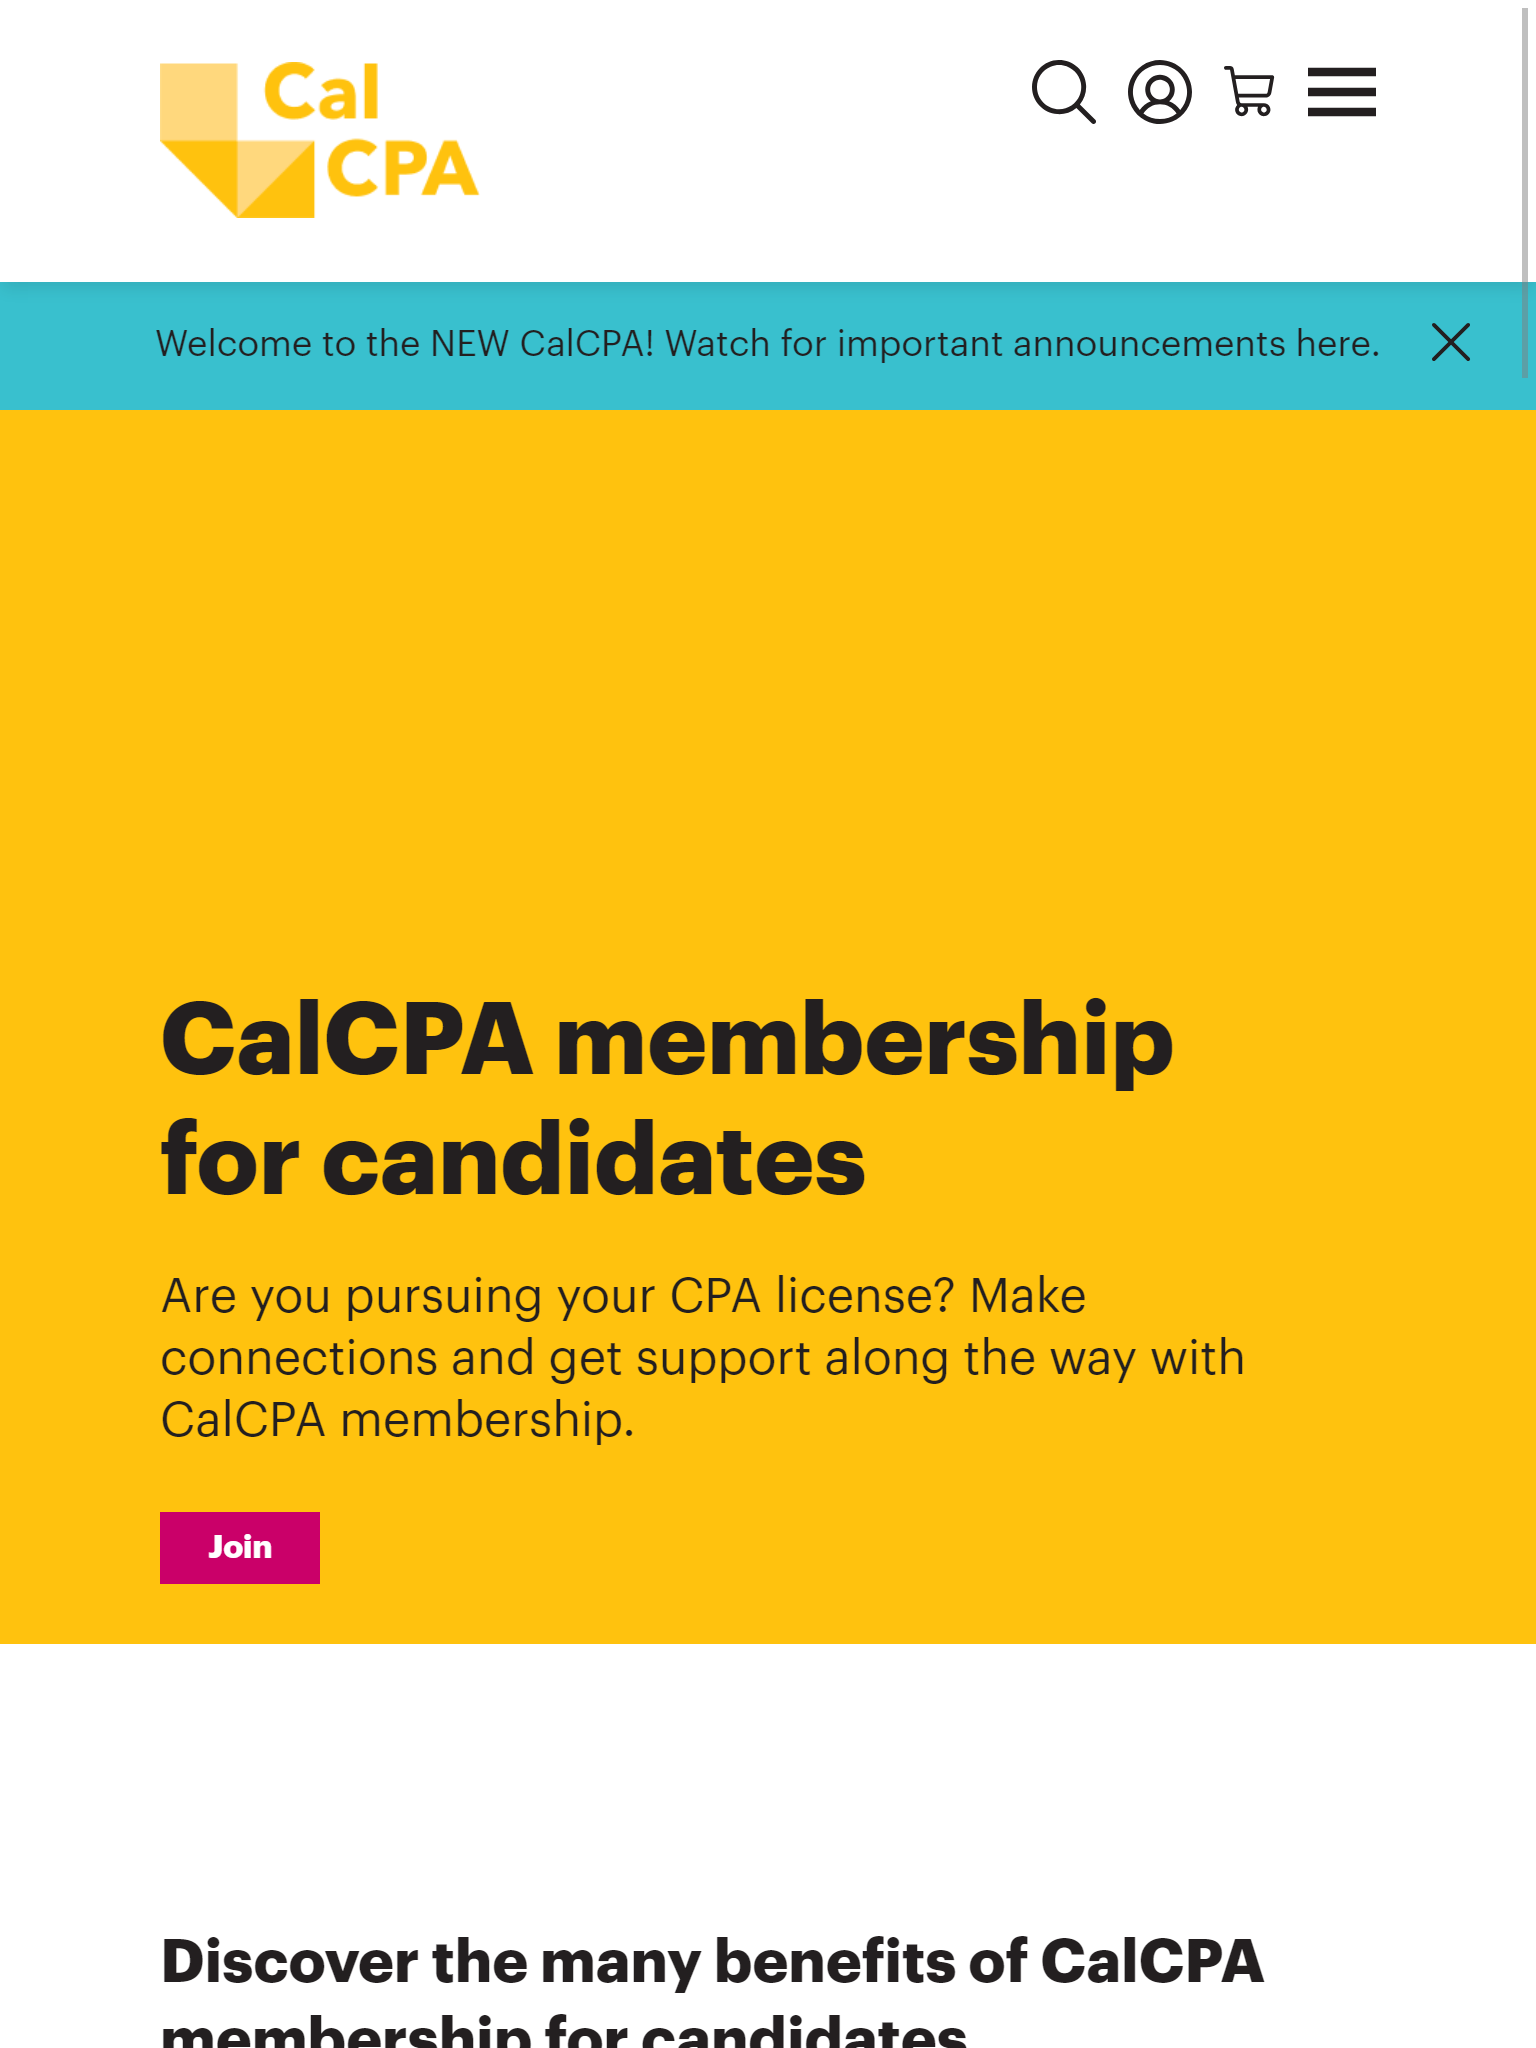 Cal
CPA
Welcome to the NEW CalCPA! Watch for important announcements here.
CalCPA membership
for candidates
Are you pursuing your CPA license? Make
connections and get support along the way with
CalCPA membership.
Join
Discover the many benefits of CalCPA
membership for candidates